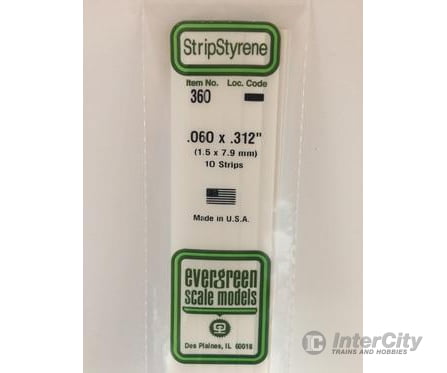 StripStyrene
Item No. Loc. Code
360
.060 x .312"
(1.5 x 7.9 mm)
10 Strips
Made in U.S.A.
evergreen
scale models
Des Plaines, IL 60018
IC InterCity
TRAINS AND HOBBIES